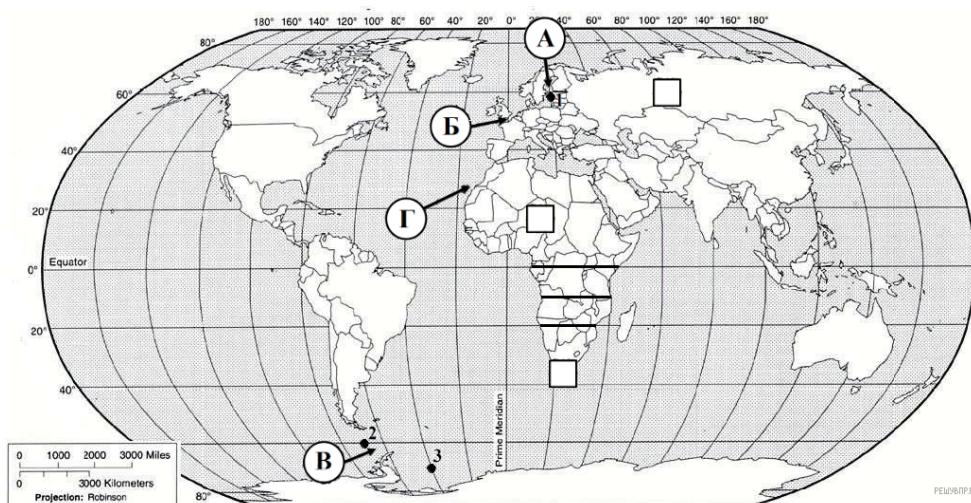 180° 160° 140° 120° 100° 80° 60° 40° 20° 0° 20° 40° 60° 80° 100° 120° 140° 160° 180°
А
80°
60°
1
Б
40°
Г
20°
Equator
0°
20°
40°
Prime Meridian
2
В
3
0 1000 2000 3000 Miles
0 3000 Kilometers
Projection: Robinson
80°
РЕШУВПР.РФ